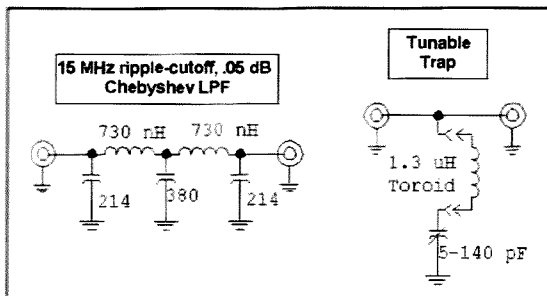 15 MHz ripple-cutoff, .05 dB
Chebyshev LPF
730 nH 730 nH
214
380
214
Tunable
Trap
1.3 uH
Toroid
5-140 pF